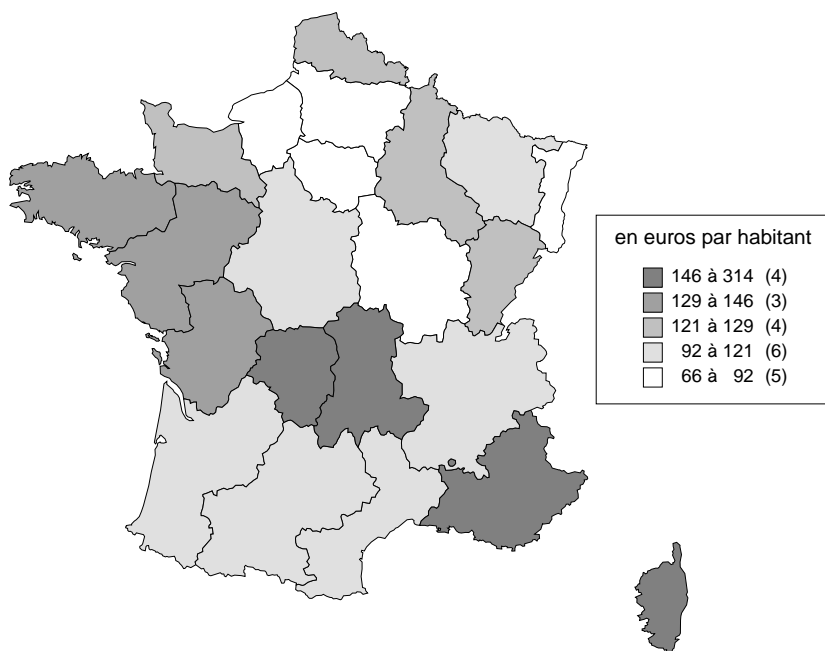 en euros par habitant
146 à 314 (4)
129 à 146 (3)
121 à 129 (4)
92 à 121 (6)
66 à 92 (5)